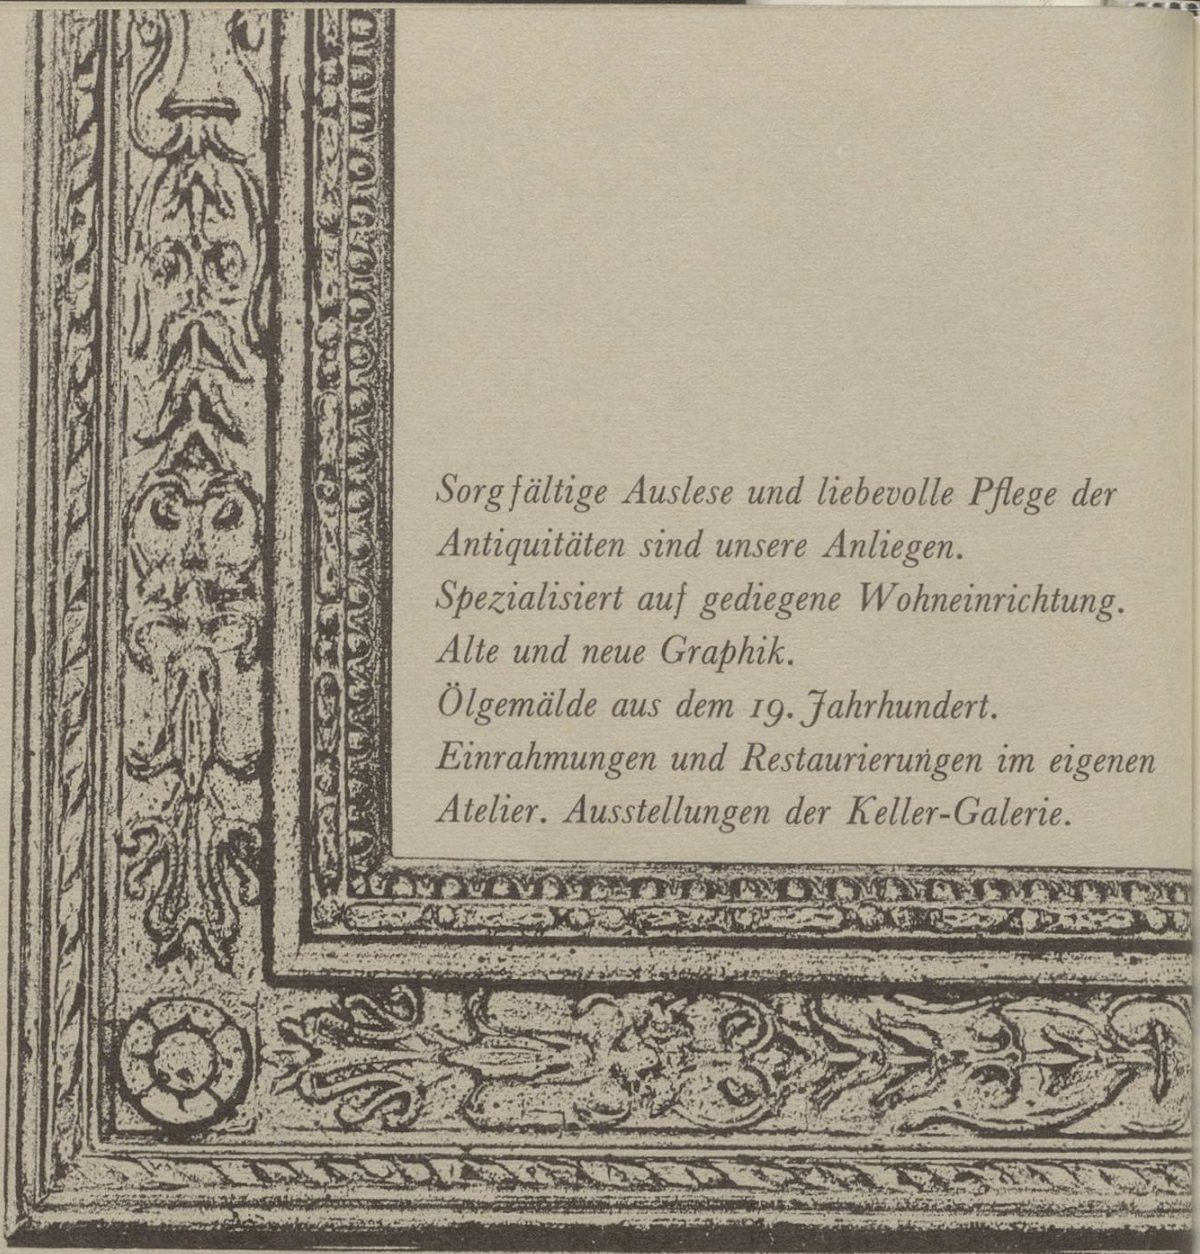 Sorgfältige Auslese und liebevolle Pflege der
Antiquitäten sind unsere Anliegen.
Spezialisiert auf gediegene Wohneinrichtung.
Alte und neue Graphik.
Ölgemälde aus dem 19. Jahrhundert.
Einrahmungen und Restaurierungen im eigenen
Atelier. Ausstellungen der Keller-Galerie.